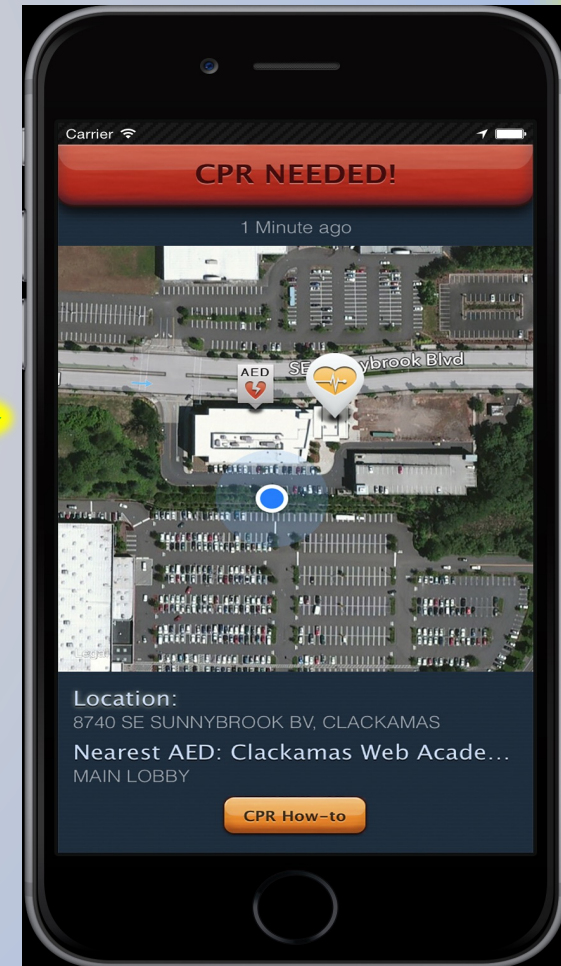 Carrier
CPR NEEDED!
1 Minute ago
AED
SE ybrook Blvd
Location:
8740 SE SUNNYBROOK BV, CLACKAMAS
Nearest AED: Clackamas Web Acade...
MAIN LOBBY
CPR How-to